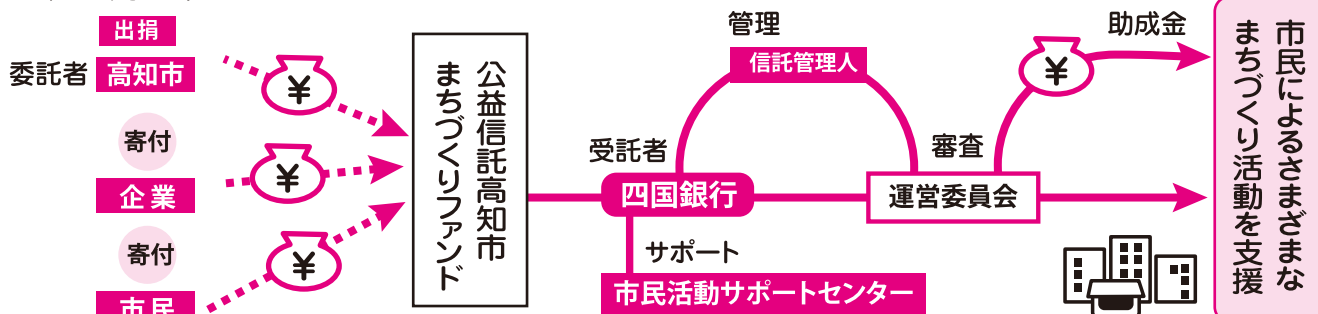 出捐
委託者
高知市
¥
寄付
企業
¥
寄付
市民
¥
公益信託高知市
まちづくりファンド
管理
信託管理人
受託者
四国銀行
サポート
市民活動サポートセンター
審査
運営委員会
助成金
¥
市民によるさまざまな
まちづくり活動を支援